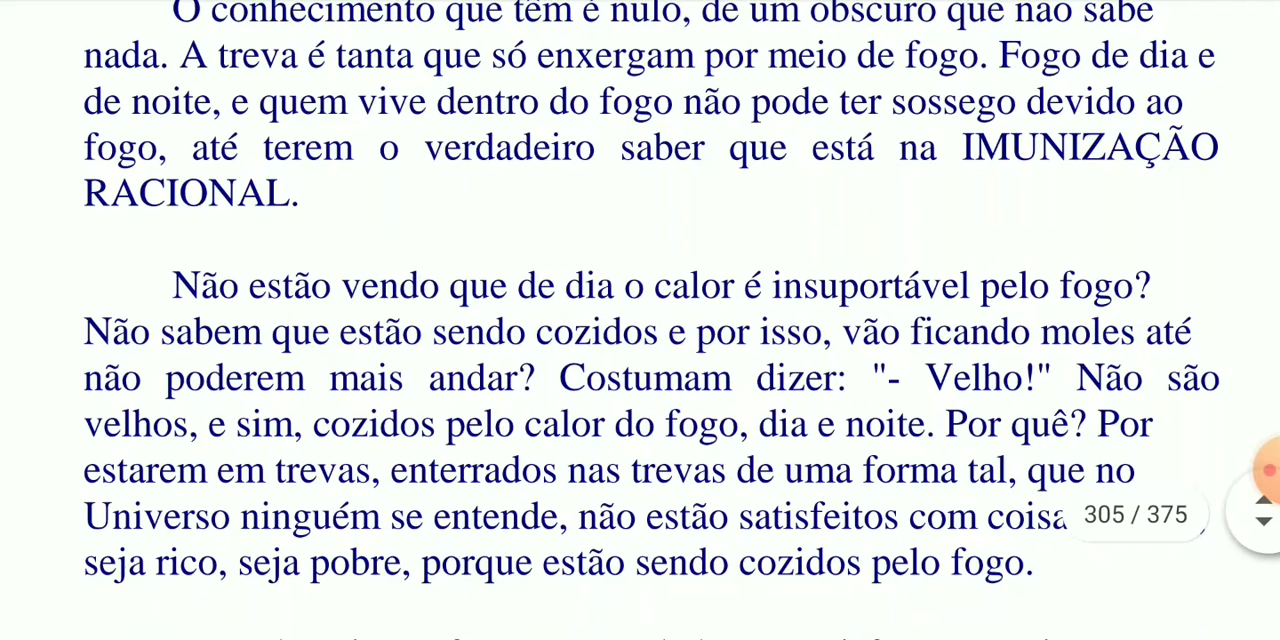 O conhecimento que têm é nulo, de um obscuro que não sabe
nada. A treva é tanta que só enxergam por meio de fogo. Fogo de dia e
de noite, e quem vive dentro do fogo não pode ter sossego devido ao
fogo, até terem o verdadeiro saber que está na IMUNIZAÇÃO
RACIONAL.
Não estão vendo que de dia o calor é insuportável pelo fogo?
Não sabem que estão sendo cozidos e por isso, vão ficando moles até
não poderem mais andar? Costumam dizer: "- Velho!" Não são
velhos, e sim, cozidos pelo calor do fogo, dia e noite. Por quê? Por
estarem em trevas, enterrados nas trevas de uma forma tal, que no
Universo ninguém se entende, não estão satisfeitos com coisa
305 / 375
seja rico, seja pobre, porque estão sendo cozidos pelo fogo.